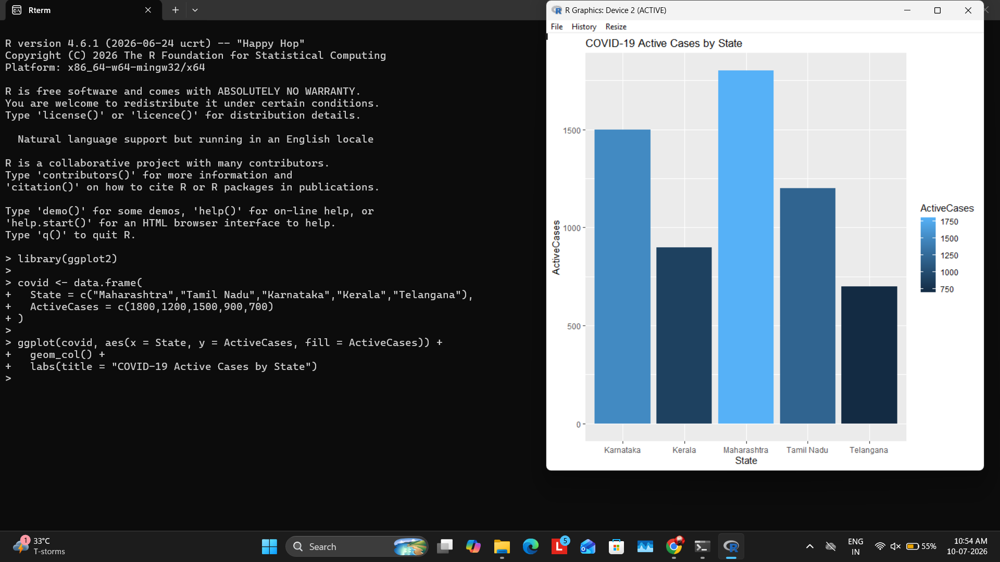 Rterm
R version 4.6.1 (2026-06-24 ucrt) -- "Happy Hop"
Copyright (C) 2026 The R Foundation for Statistical Computing
Platform: x86_64-w64-mingw32/x64
R is free software and comes with ABSOLUTELY NO WARRANTY.
You are welcome to redistribute it under certain conditions.
Type 'license()' or 'licence()' for distribution details.
Natural language support but running in an English locale
R is a collaborative project with many contributors.
Type 'contributors()' for more information and
'citation()' on how to cite R or R packages in publications.
Type 'demo()' for some demos, 'help()' for on-line help, or
'help.start()' for an HTML browser interface to help.
Type 'q()' to quit R.
> library(ggplot2)
>
> covid <- data.frame(
+   State = c("Maharashtra","Tamil Nadu","Karnataka","Kerala","Telangana"),
+   ActiveCases = c(1800,1200,1500,900,700)
+ )
>
> ggplot(covid, aes(x = State, y = ActiveCases, fill = ActiveCases)) +
+   geom_col() +
+   labs(title = "COVID-19 Active Cases by State")
>
R Graphics: Device 2 (ACTIVE)
File History Resize
COVID-19 Active Cases by State
ActiveCases
1500
1000
500
0
Karnataka Kerala Maharashtra Tamil Nadu Telangana
State
ActiveCases
1750
1500
1250
1000
750
1
33°C
T-storms
Search
5
ENG
IN
55%
10:54 AM
10-07-2026